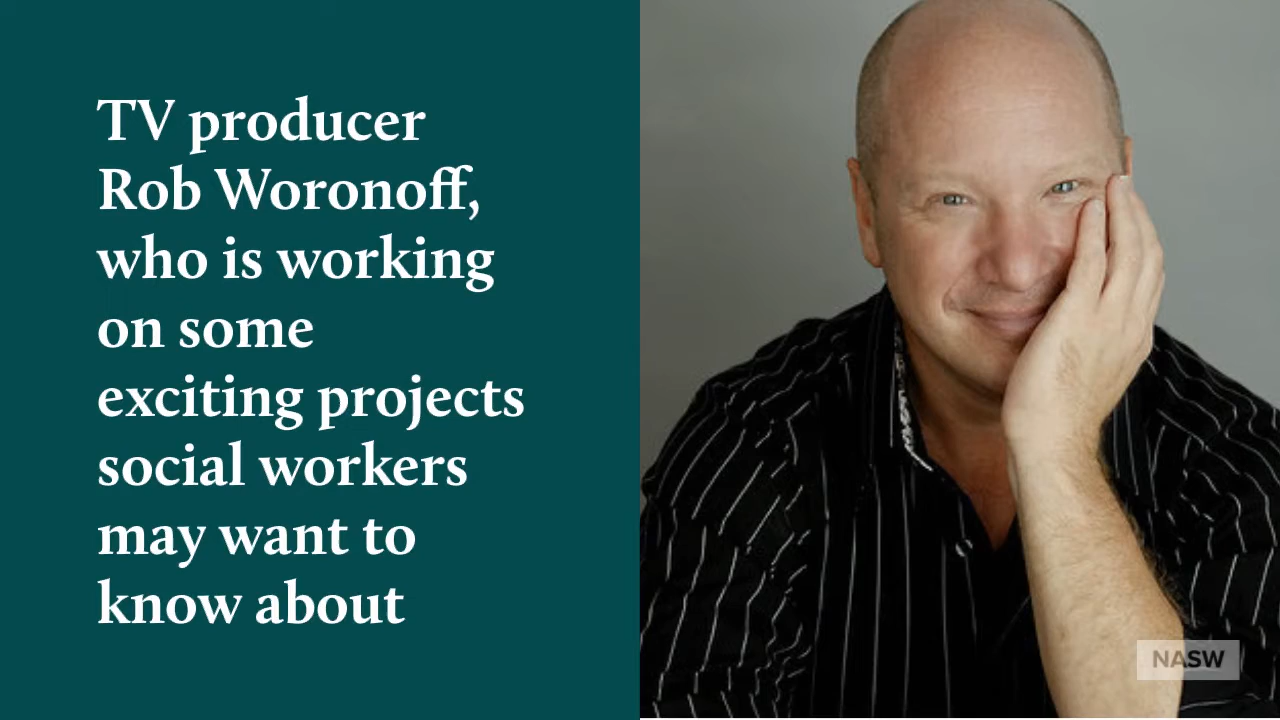 TV producer
Rob Woronoff,
who is working
on some
exciting projects
social workers
may want to
know about
NASW